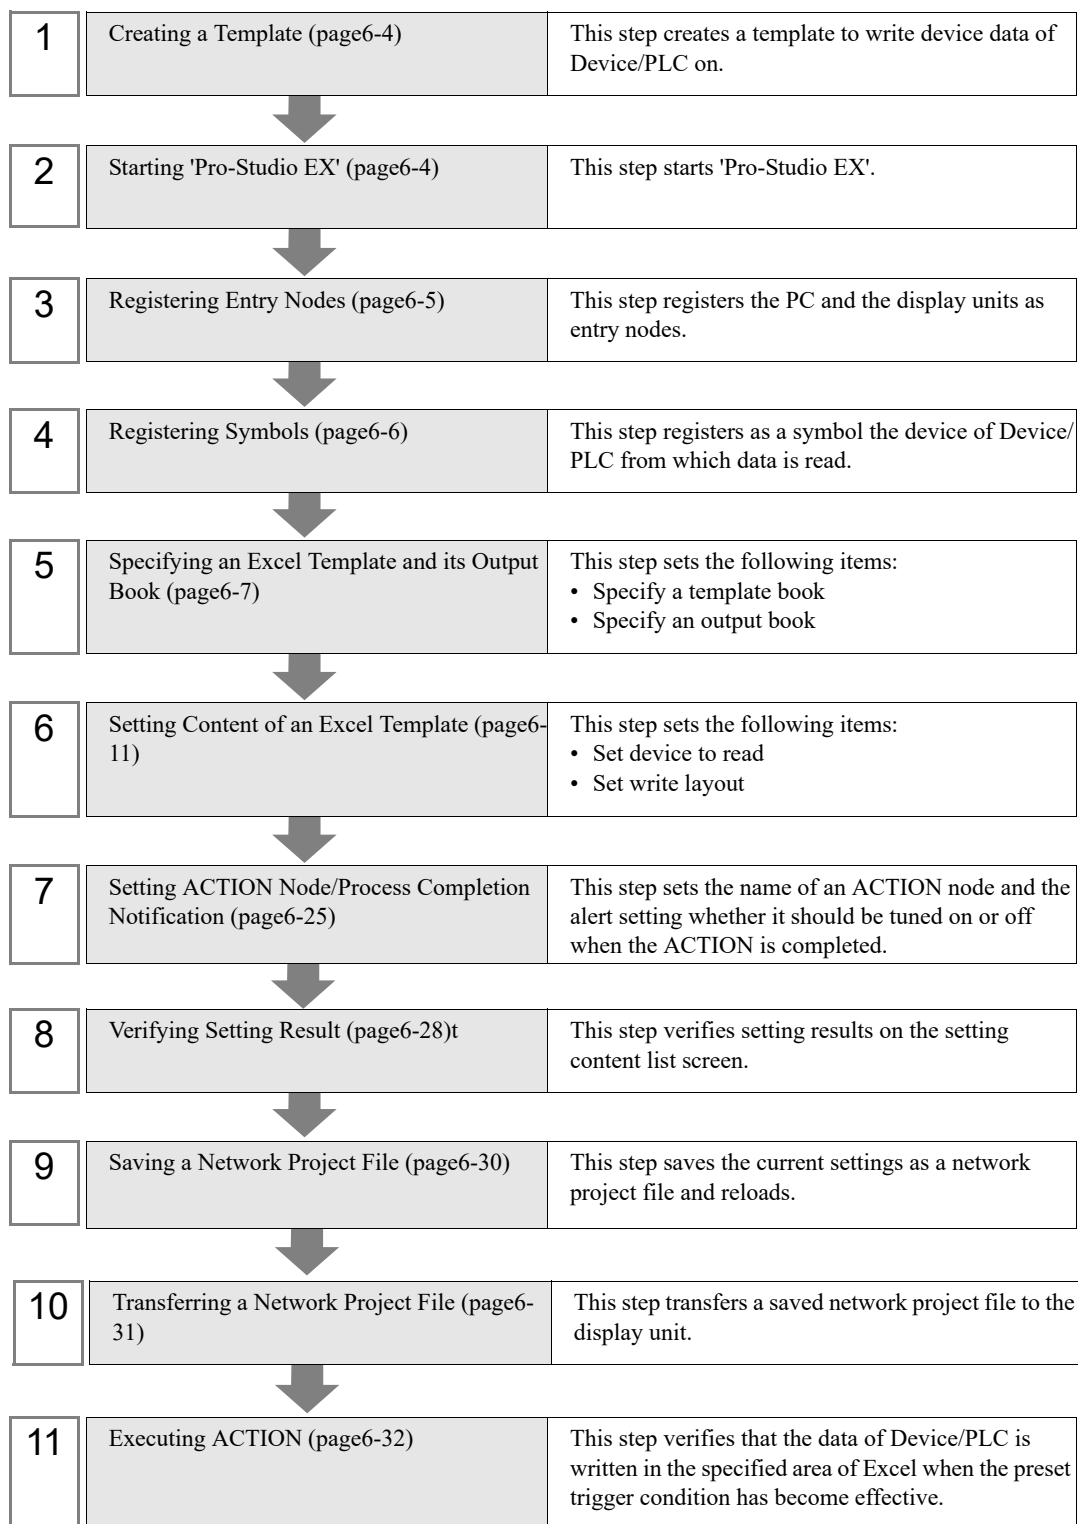 1
Creating a Template (page6-4)
This step creates a template to write device data of
Device/PLC on.
2
Starting 'Pro-Studio EX' (page6-4)
This step starts 'Pro-Studio EX'.
3
Registering Entry Nodes (page6-5)
This step registers the PC and the display units as
entry nodes.
4
Registering Symbols (page6-6)
This step registers as a symbol the device of Device/
PLC from which data is read.
5
Specifying an Excel Template and its Output
Book (page6-7)
This step sets the following items:
• Specify a template book
• Specify an output book
6
Setting Content of an Excel Template (page6-
11)
This step sets the following items:
• Set device to read
• Set write layout
7
Setting ACTION Node/Process Completion
Notification (page6-25)
This step sets the name of an ACTION node and the
alert setting whether it should be tuned on or off
when the ACTION is completed.
8
Verifying Setting Result (page6-28)t
This step verifies setting results on the setting
content list screen.
9
Saving a Network Project File (page6-30)
This step saves the current settings as a network
project file and reloads.
10
Transferring a Network Project File (page6-
31)
This step transfers a saved network project file to the
display unit.
11
Executing ACTION (page6-32)
This step verifies that the data of Device/PLC is
written in the specified area of Excel when the preset
trigger condition has become effective.